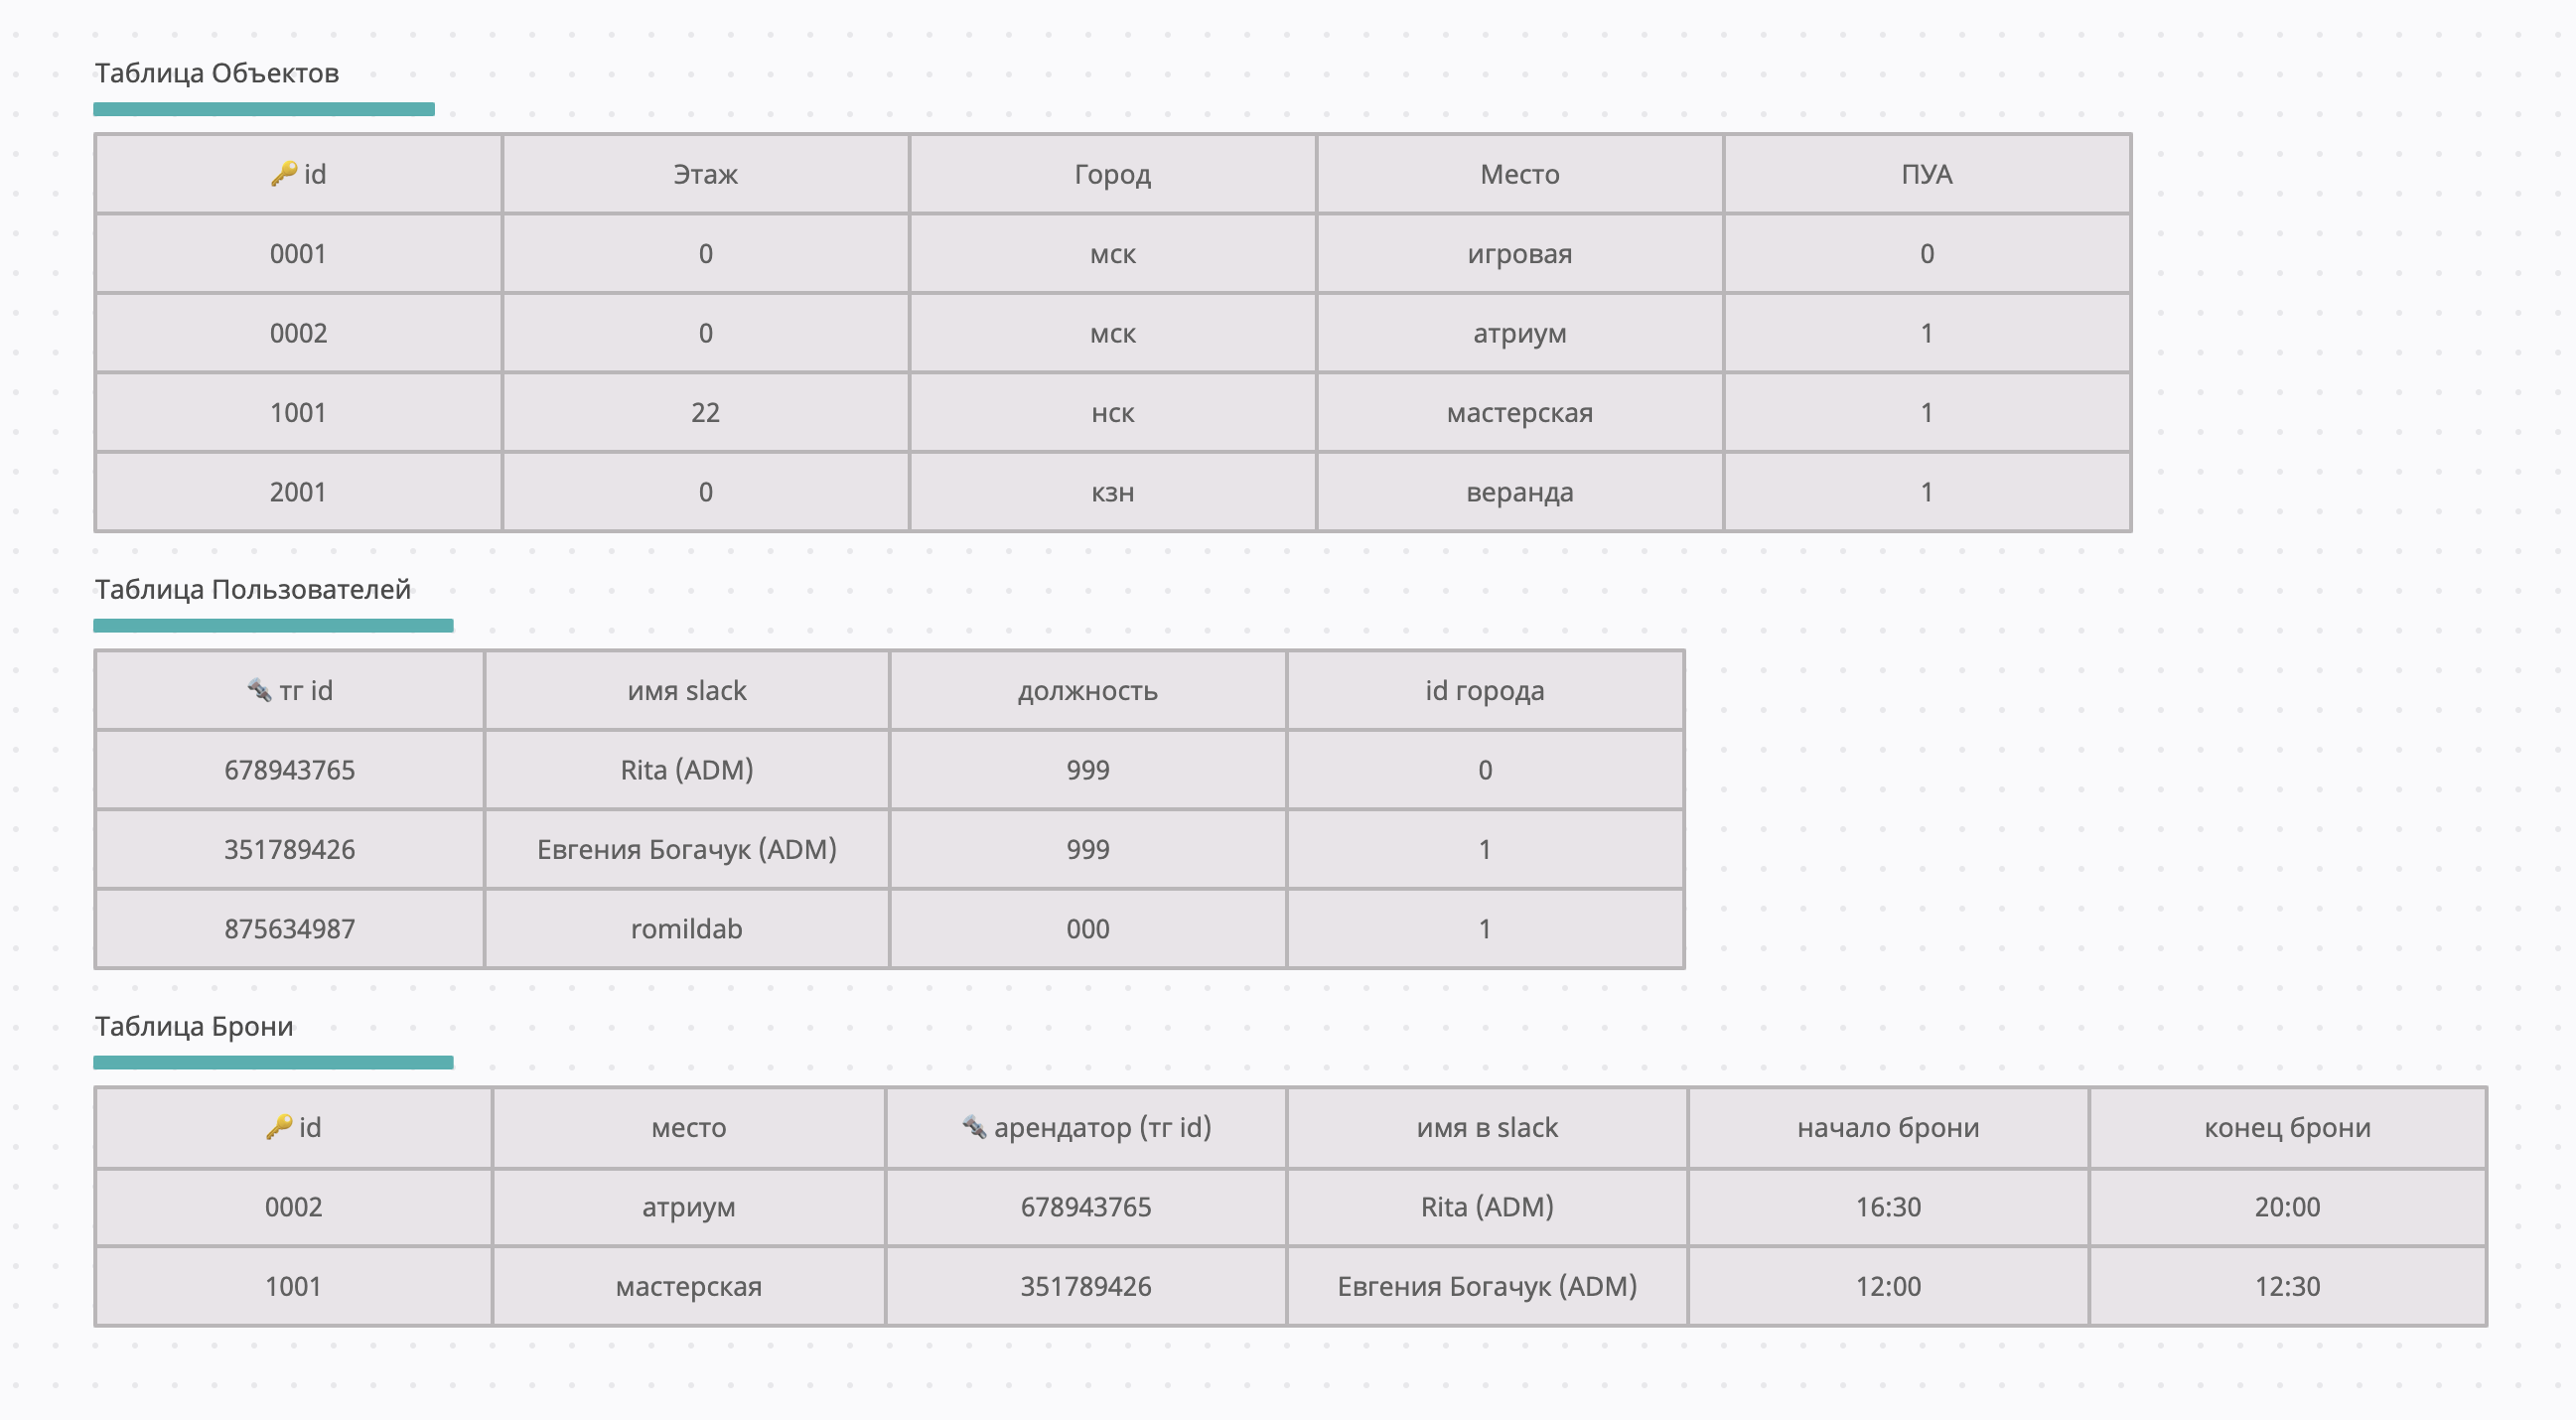 Таблица Объектов
🔑 id Этаж Город Место ПУА
0001 0 мск игровая 0
0002 0 мск атриум 1
1001 22 нск мастерская 1
2001 0 кзн веранда 1
Таблица Пользователей
🔩 тг id имя slack должность id города
678943765 Rita (ADM) 999 0
351789426 Евгения Богачук (ADM) 999 1
875634987 romildab 000 1
Таблица Брони
🔑 id место 🔩 арендатор (тг id) имя в slack начало брони конец брони
0002 атриум 678943765 Rita (ADM) 16:30 20:00
1001 мастерская 351789426 Евгения Богачук (ADM) 12:00 12:30